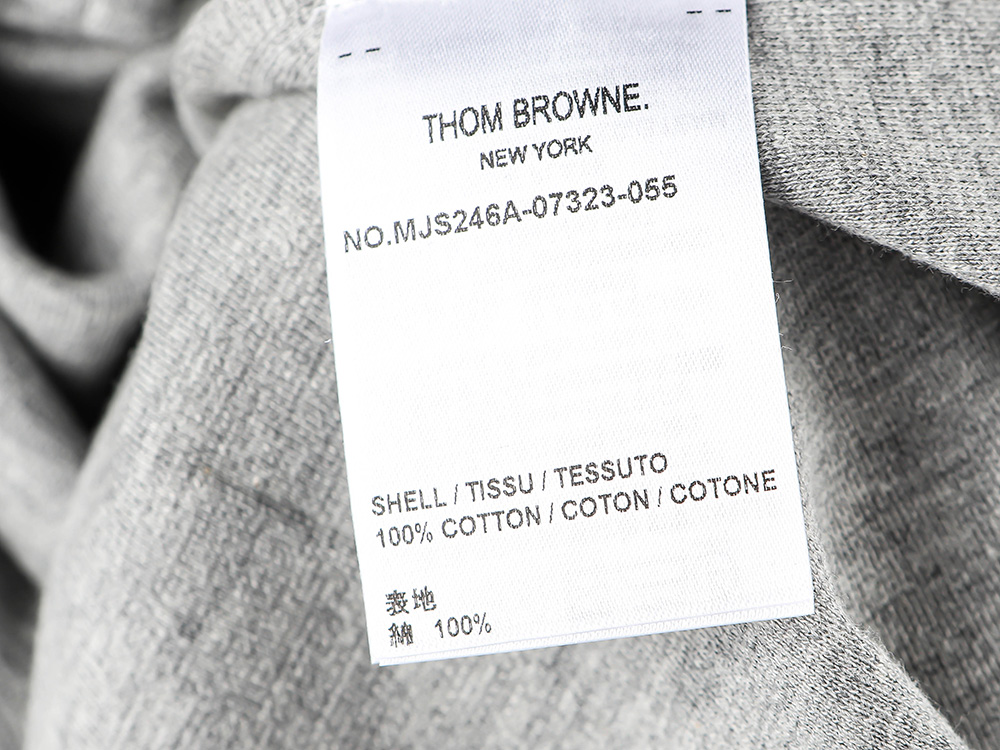 THOM BROWNE.
NEW YORK
NO.MJS246A-07323-055
SHELL / TISSU / TESSUTO
100% COTTON / COTON / COTONE
表地
綿 100%